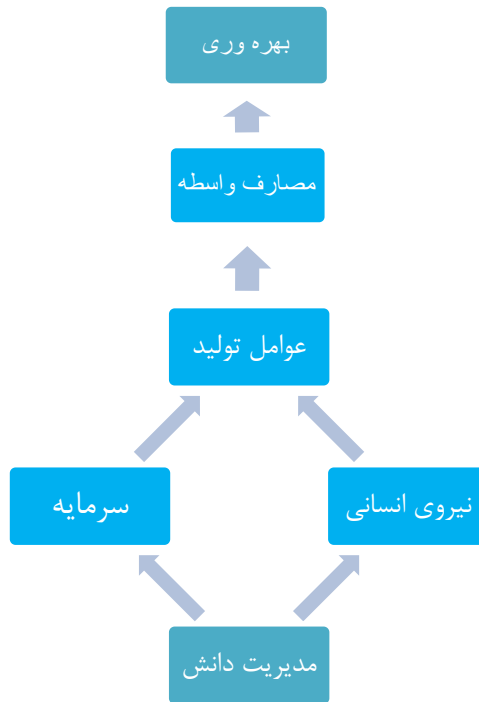 بهره وری
مصارف واسطه
عوامل تولید
نیروی انسانی
سرمایه
مدیریت دانش